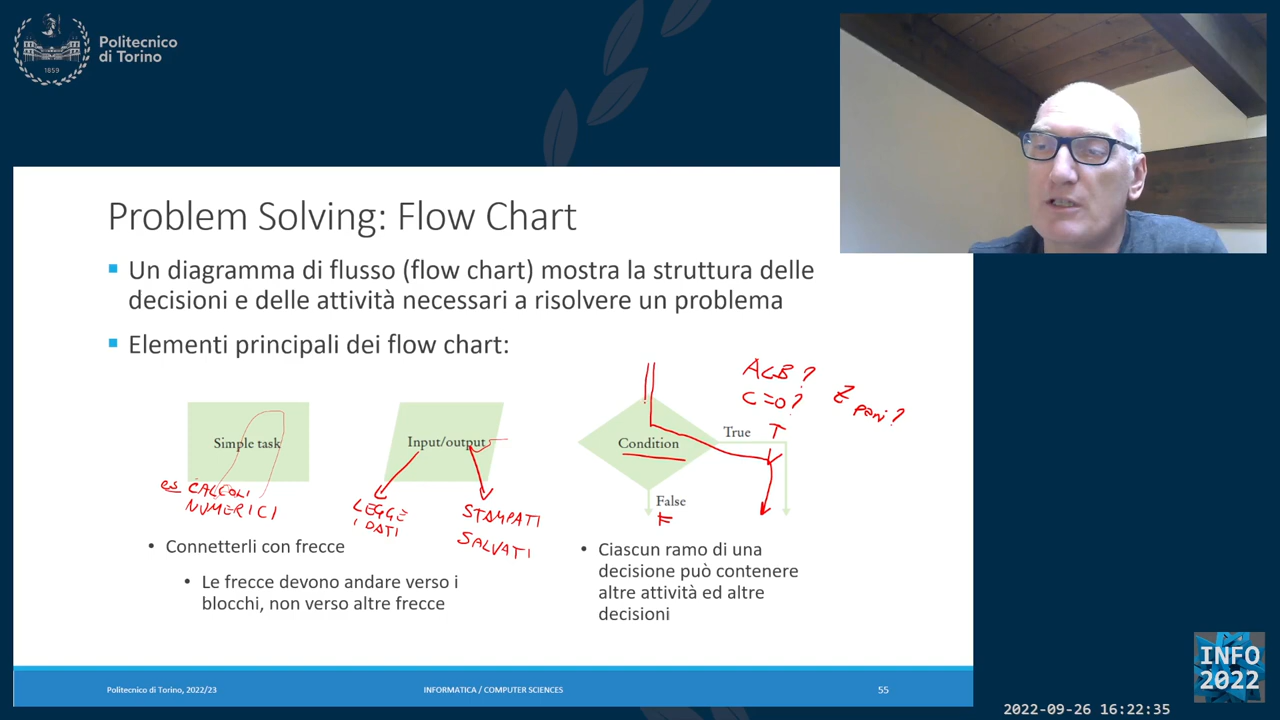 Politecnico
di Torino
1859
Problem Solving: Flow Chart
Un diagramma di flusso (flow chart) mostra la struttura delle
decisioni e delle attività necessari a risolvere un problema
Elementi principali dei flow chart:
Simple task
es CALCOLI
NUMERICI
Input/output
LEGGE
I DATI
STAMPATI
SALVATI
Condition
True
T
False
F
A<B ?
C=0?
Z pari?
Connetterli con frecce
Le frecce devono andare verso i
blocchi, non verso altre frecce
Ciascun ramo di una
decisione può contenere
altre attività ed altre
decisioni
Politecnico di Torino, 2022/23
INFORMATICA / COMPUTER SCIENCES
55
INFO
2022
2022-09-26 16:22:35